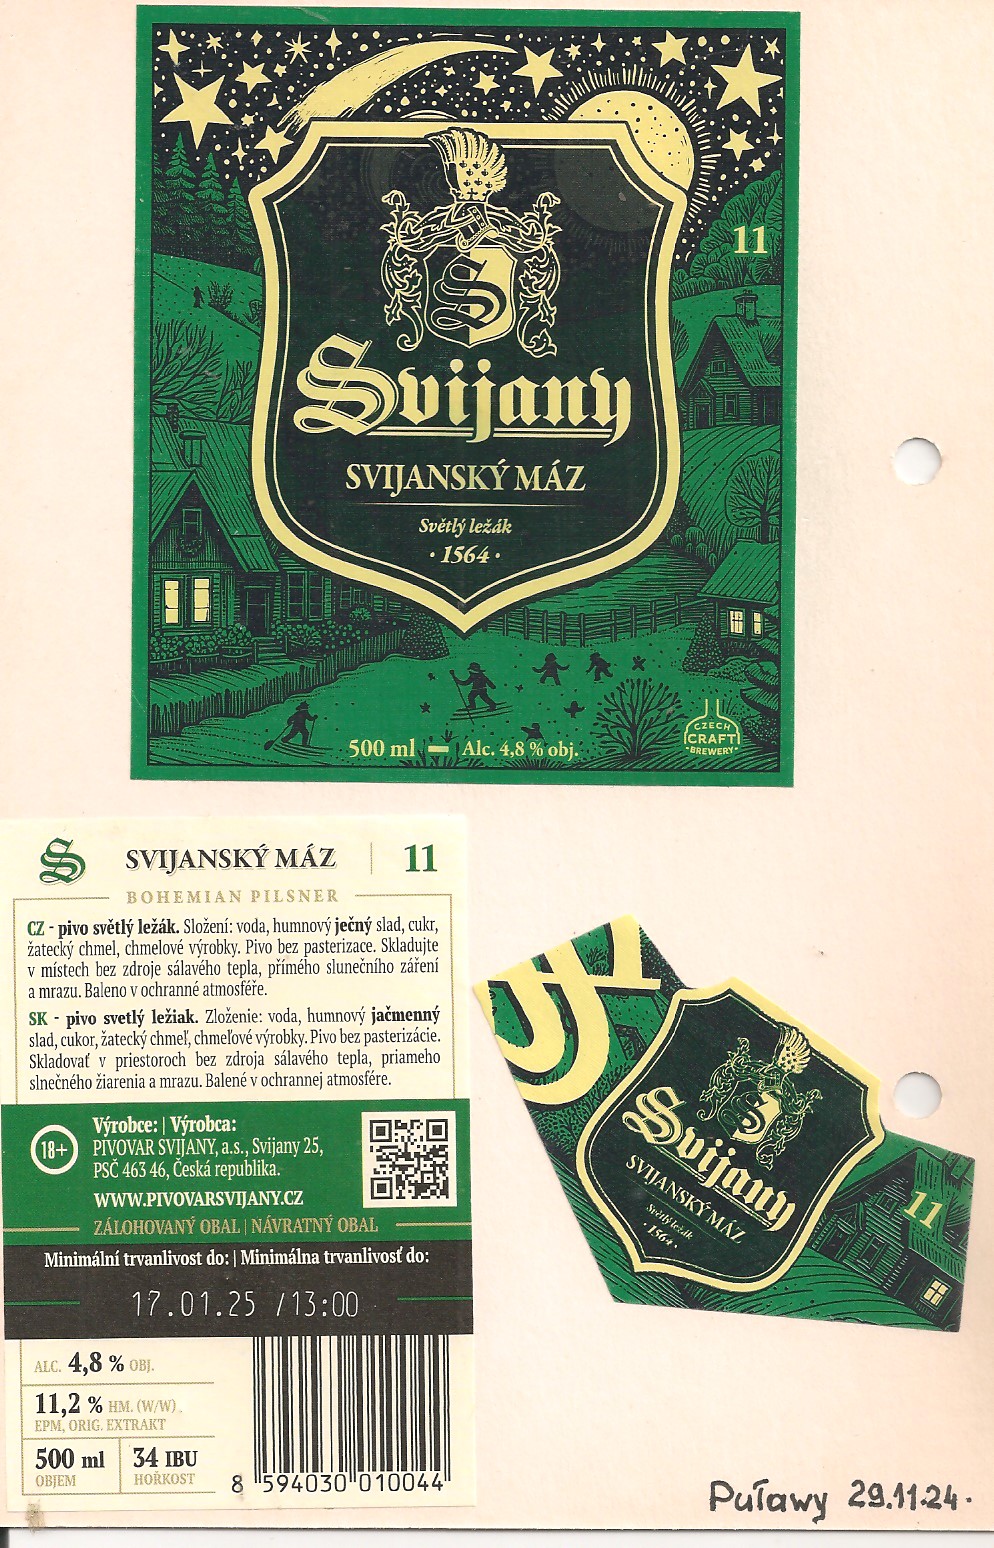 11
Svijany
SVIJANSKÝ MÁZ
Světlý ležák
· 1564 ·
500 ml Alc. 4,8 % obj.
CZECH
CRAFT
·BREWERY·
S SVIJANSKÝ MÁZ | 11
BOHEMIAN PILSNER
CZ - pivo světlý ležák. Složení: voda, humnový ječný slad, cukr,
žatecký chmel, chmelové výrobky. Pivo bez pasterizace. Skladujte
v místech bez zdroje sálavého tepla, přímého slunečního záření
a mrazu. Baleno v ochranné atmosféře.
SK - pivo svetlý ležiak. Zloženie: voda, humnový jačmenný
slad, cukor, žatecký chmeľ, chmeľové výrobky. Pivo bez pasterizácie.
Skladovať v priestoroch bez zdroja sálavého tepla, priameho
slnečného žiarenia a mrazu. Balené v ochrannej atmosfére.
18+
Výrobce: | Výrobca:
PIVOVAR SVIJANY, a.s., Svijany 25,
PSČ 463 46, Česká republika.
WWW.PIVOVARSVIJANY.CZ
ZÁLOHOVANÝ OBAL | NÁVRATNÝ OBAL
Minimální trvanlivost do: | Minimálna trvanlivosť do:
17.01.25 /13:00
ALC. 4,8 % OBJ.
11,2 % HM. (W/W)
EPM, ORIG. EXTRAKT
500 ml
OBJEM
34 IBU
HOŘKOST
8 594030 010044
S
Svijany
SVIJANSKÝ MÁZ
Světlý ležák
· 1564 ·
11
Puławy 29.11.24.